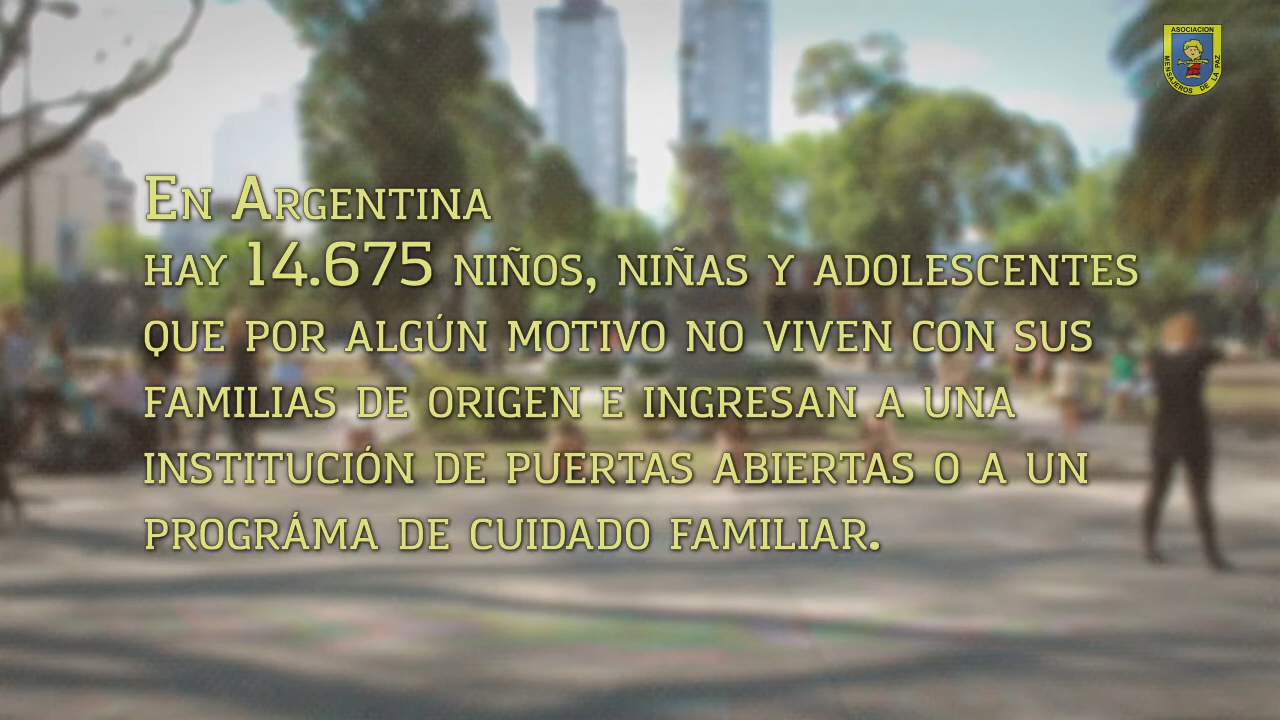 ASOCIACION
MENSAJEROS DE LA PAZ
En Argentina
hay 14.675 niños, niñas y adolescentes
que por algún motivo no viven con sus
familias de origen e ingresan a una
institución de puertas abiertas o a un
prográma de cuidado familiar.